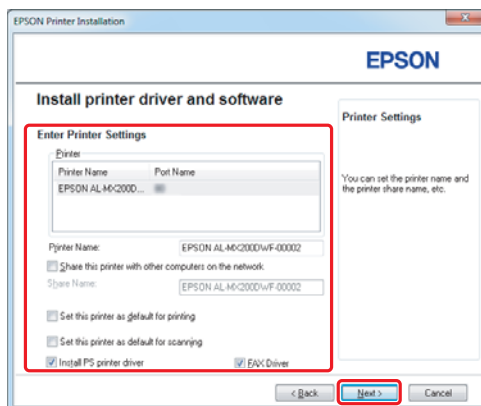 EPSON Printer Installation
EPSON
Install printer driver and software
Printer Settings
Enter Printer Settings
Printer
Printer Name Port Name
EPSON AL-MX200D...
You can set the printer name and
the printer share name, etc.
Printer Name: EPSON AL-MX200DWF-00002
Share this printer with other computers on the network
Share Name: EPSON AL-MX200DWF-00002
Set this printer as default for printing
Set this printer as default for scanning
Install PS printer driver FAX Driver
< Back Next > Cancel